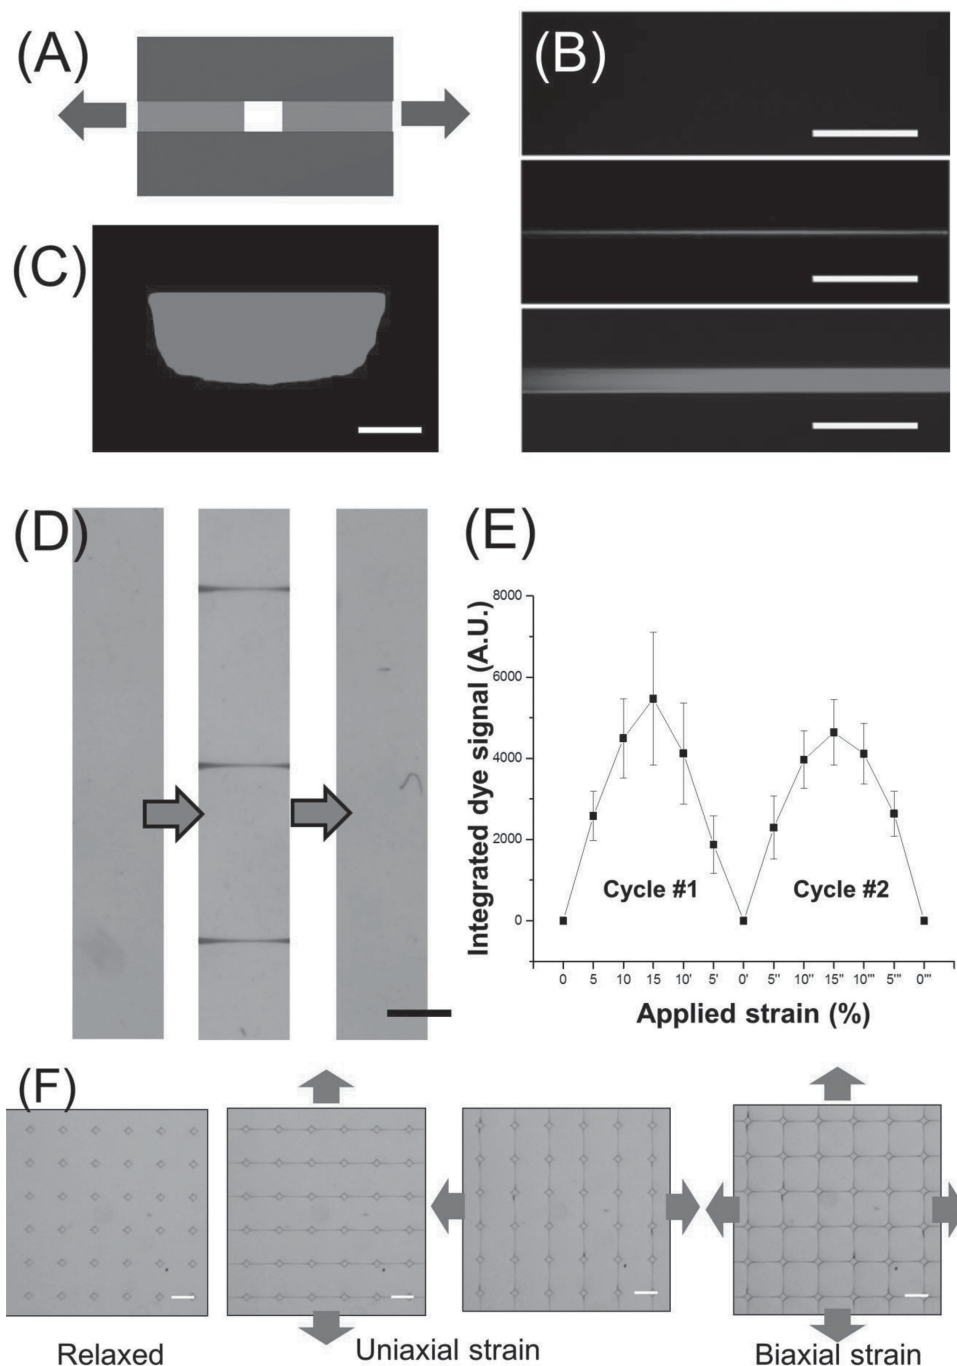 (A)
(B)
(C)
(D)
(E)
Integrated dye signal (A.U.)
8000
6000
4000
2000
0
Cycle #1
Cycle #2
0 5 10 15 10' 5' 0' 5'' 10'' 15'' 10''' 5''' 0'''
Applied strain (%)
(F)
Relaxed
Uniaxial strain
Biaxial strain